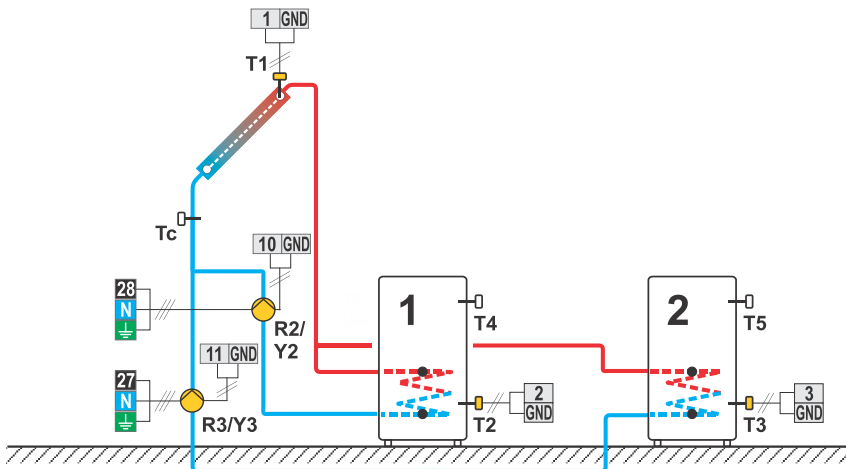 1 GND
T1
Tc
10 GND
28
N
R2/
Y2
1
T4
2
T5
11 GND
27
N
R3/Y3
T2
2
GND
T3
3
GND